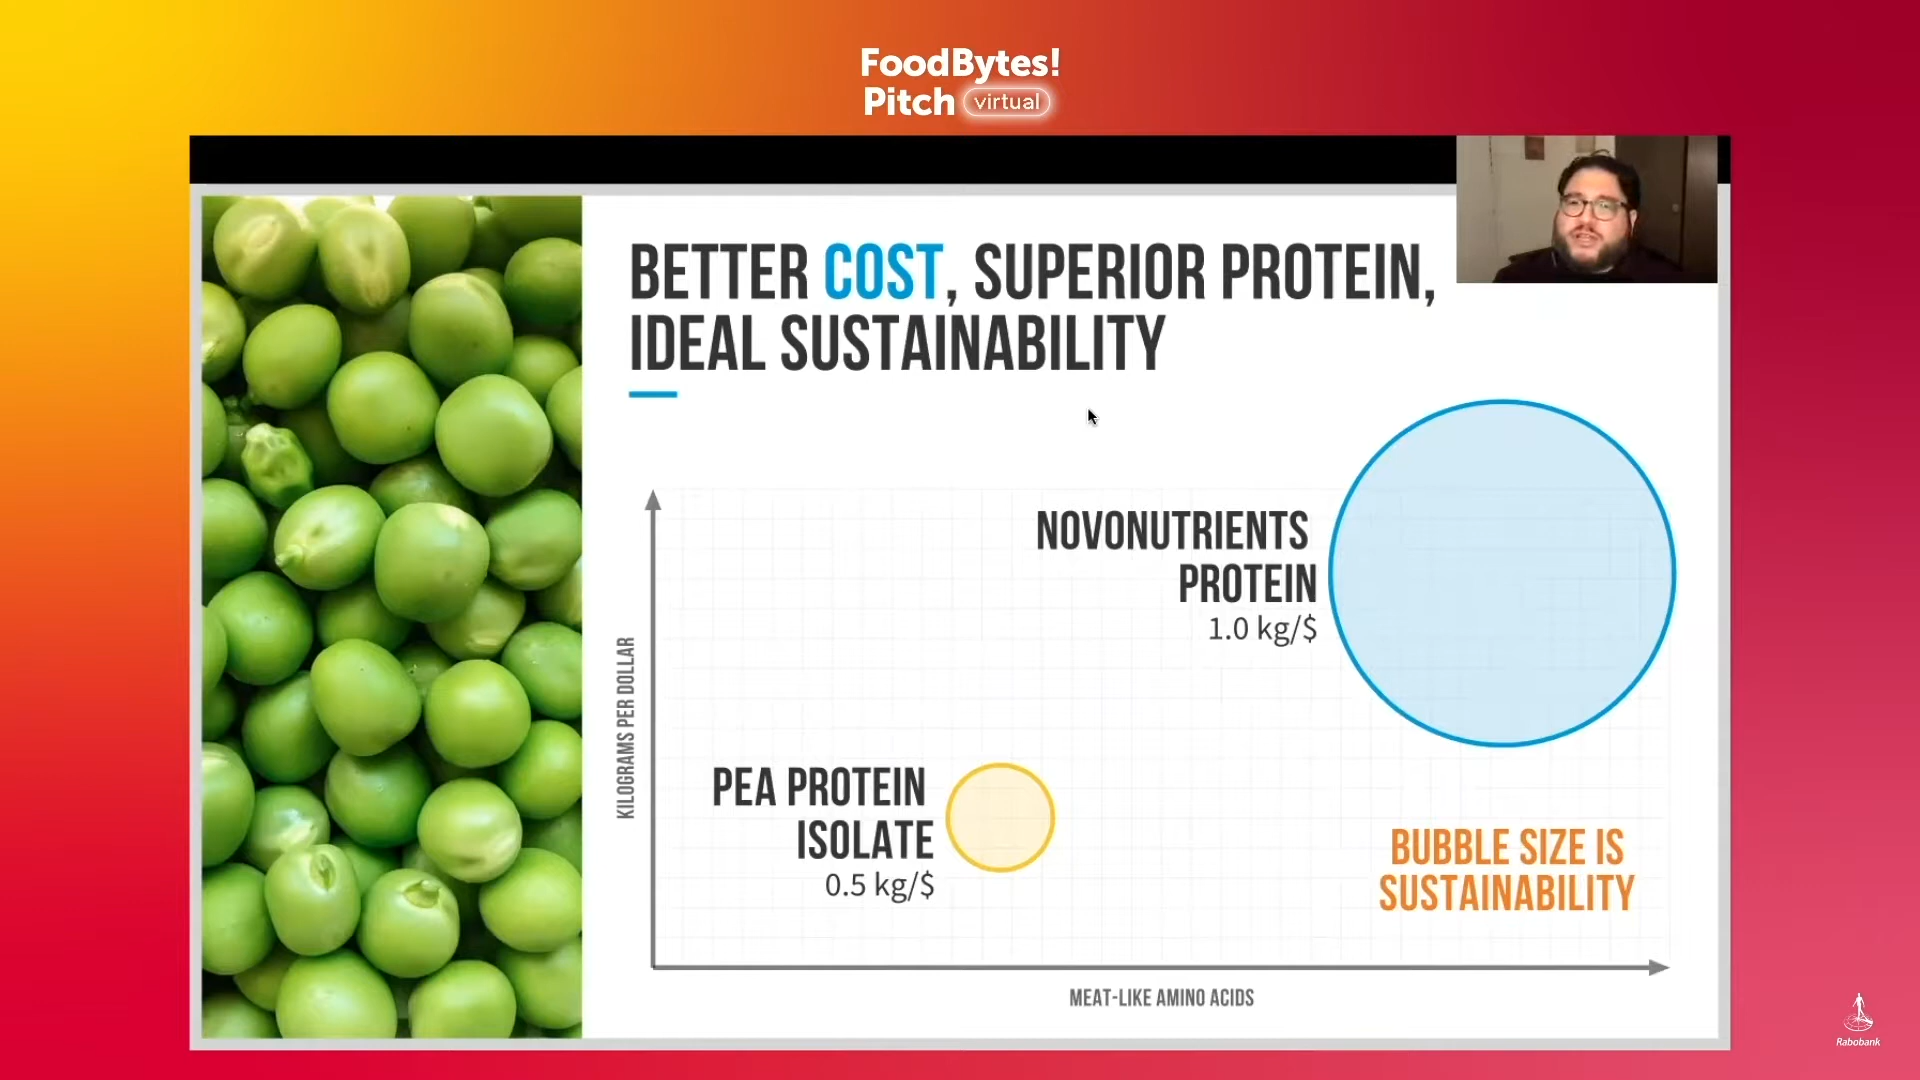 FoodBytes!
Pitch virtual
BETTER COST, SUPERIOR PROTEIN,
IDEAL SUSTAINABILITY
NOVONUTRIENTS
PROTEIN
1.0 kg/$
KILOGRAMS PER DOLLAR
PEA PROTEIN
ISOLATE
0.5 kg/$
BUBBLE SIZE IS
SUSTAINABILITY
MEAT-LIKE AMINO ACIDS
Rabobank